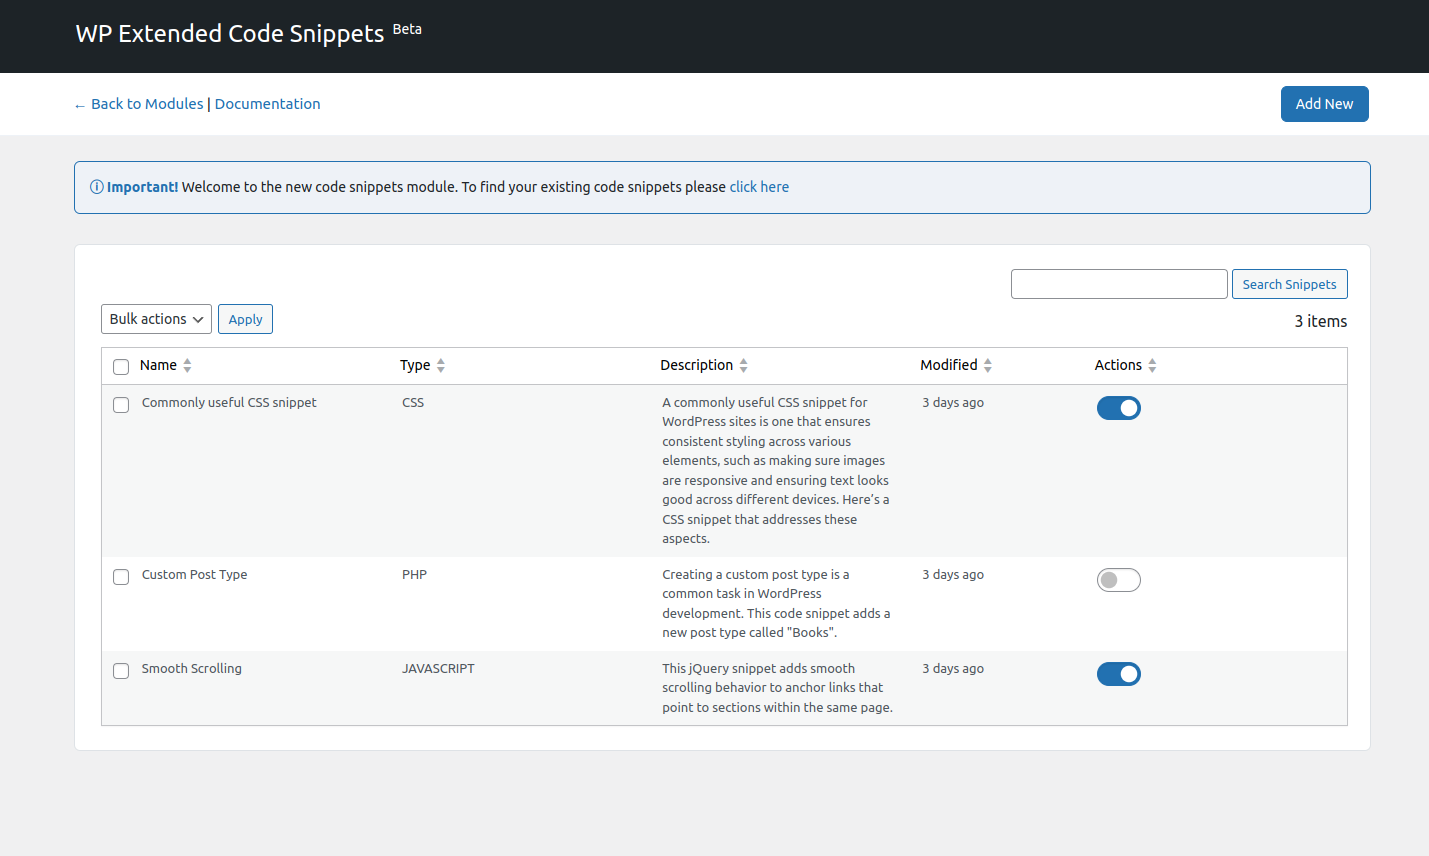 WP Extended Code Snippets Beta
← Back to Modules | Documentation
Add New
Important! Welcome to the new code snippets module. To find your existing code snippets please click here
Search Snippets
Bulk actions
Apply
3 items
Name Type Description Modified Actions
Commonly useful CSS snippet CSS A commonly useful CSS snippet for 3 days ago
WordPress sites is one that ensures
consistent styling across various
elements, such as making sure images
are responsive and ensuring text looks
good across different devices. Here’s a
CSS snippet that addresses these
aspects.
Custom Post Type PHP Creating a custom post type is a 3 days ago
common task in WordPress
development. This code snippet adds a
new post type called "Books".
Smooth Scrolling JAVASCRIPT This jQuery snippet adds smooth 3 days ago
scrolling behavior to anchor links that
point to sections within the same page.